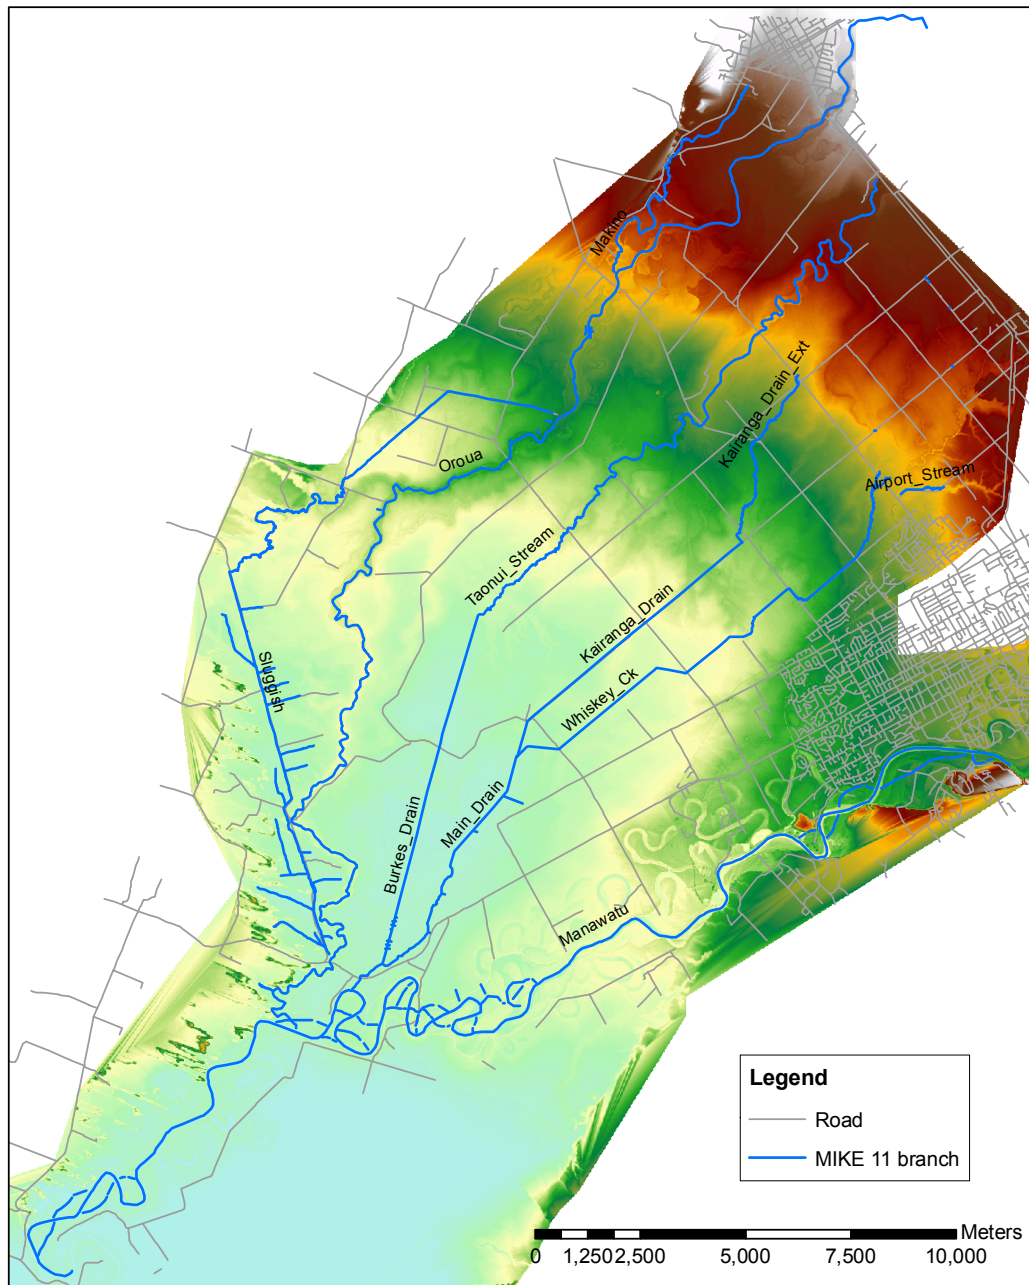 Makino
Kairanga_Drain_Ext
Oroua
Airport_Stream
Taonui_Stream
Kairanga_Drain
Sluggish
Whiskey_Ck
Burkes_Drain
Main_Drain
Manawatu
Legend
Road
MIKE 11 branch
Meters
0 1,250 2,500 5,000 7,500 10,000